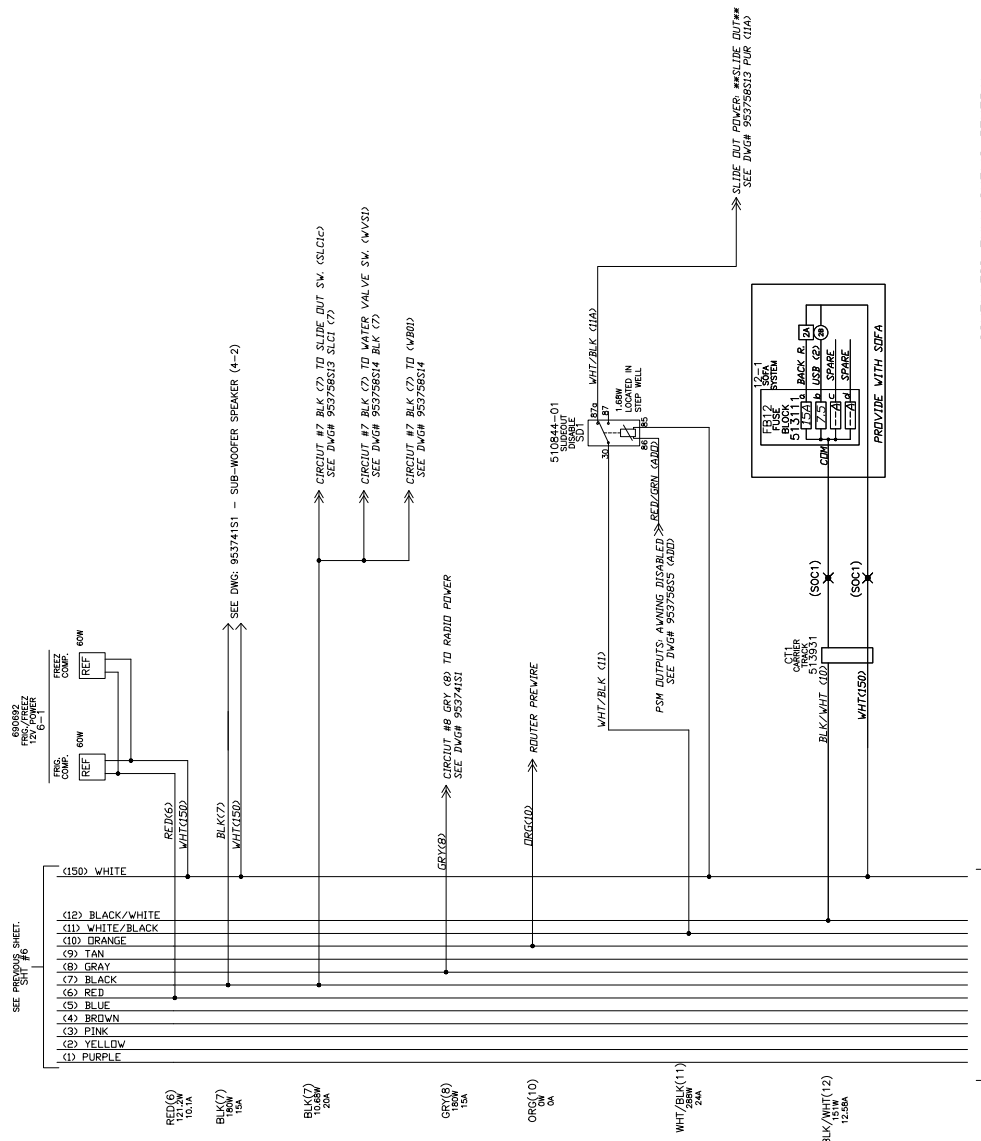 SLIDE OUT POWER: **SLIDE OUT**
SEE DWG# 953758S13 PUR (11A)
CIRCIUT #7 BLK (7) TO SLIDE OUT SW. (SLC1c)
SEE DWG# 953758S13 SLC1 (7)
CIRCIUT #7 BLK (7) TO WATER VALVE SW. (WVS1)
SEE DWG# 953758S14 BLK (7)
CIRCIUT #7 BLK (7) TO (WB01)
SEE DWG# 953758S14
SEE DWG: 953741S1 - SUB-WOOFER SPEAKER (4-2)
690692
FRIG./FREEZ
12V POWER
6-1
FREEZ
COMP.
REF
60W
FRIG.
COMP.
REF
60W
RED(6)
WHT(150)
BLK(7)
WHT(150)
CIRCIUT #8 GRY (8) TO RADIO POWER
SEE DWG# 953741S1
GRY(8)
ROUTER PREWIRE
ORG(10)
WHT/BLK (11A)
510844-01
SLIDEOUT
DISABLE
SD1
87a
87
30
86
85
1.68W
LOCATED IN
STEP WELL
RED/GRN (ADO)
PSM OUTPUTS: AWNING DISABLED
SEE DWG# 953758S5 (ADO)
WHT/BLK (11)
12-1
SOFA
SYSTEM
FB12
FUSE
BLOCK
513111
COM
15A a BACK R.
7.5 b USB (2)
--A c SPARE
--A d SPARE
2A
2B
PROVIDE WITH SOFA
(SOC1)
(SOC1)
CT1
CARRIER
TRACK
513931
BLK/WHT (10)
WHT(150)
SEE PREVIOUS SHEET.
SHT #6
(150) WHITE
(12) BLACK/WHITE
(11) WHITE/BLACK
(10) ORANGE
(9) TAN
(8) GRAY
(7) BLACK
(6) RED
(5) BLUE
(4) BROWN
(3) PINK
(2) YELLOW
(1) PURPLE
RED(6)
121.2W
10.1A
BLK(7)
180W
15A
BLK(7)
10.68W
20A
GRY(8)
180W
15A
ORG(10)
0W
0A
WHT/BLK(11)
288W
24A
BLK/WHT(12)
151W
12.58A